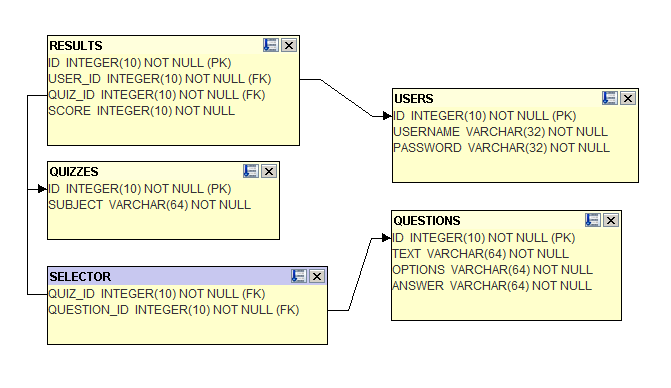 RESULTS
ID INTEGER(10) NOT NULL (PK)
USER_ID INTEGER(10) NOT NULL (FK)
QUIZ_ID INTEGER(10) NOT NULL (FK)
SCORE INTEGER(10) NOT NULL
USERS
ID INTEGER(10) NOT NULL (PK)
USERNAME VARCHAR(32) NOT NULL
PASSWORD VARCHAR(32) NOT NULL
QUIZZES
ID INTEGER(10) NOT NULL (PK)
SUBJECT VARCHAR(64) NOT NULL
QUESTIONS
ID INTEGER(10) NOT NULL (PK)
TEXT VARCHAR(64) NOT NULL
OPTIONS VARCHAR(64) NOT NULL
ANSWER VARCHAR(64) NOT NULL
SELECTOR
QUIZ_ID INTEGER(10) NOT NULL (FK)
QUESTION_ID INTEGER(10) NOT NULL (FK)